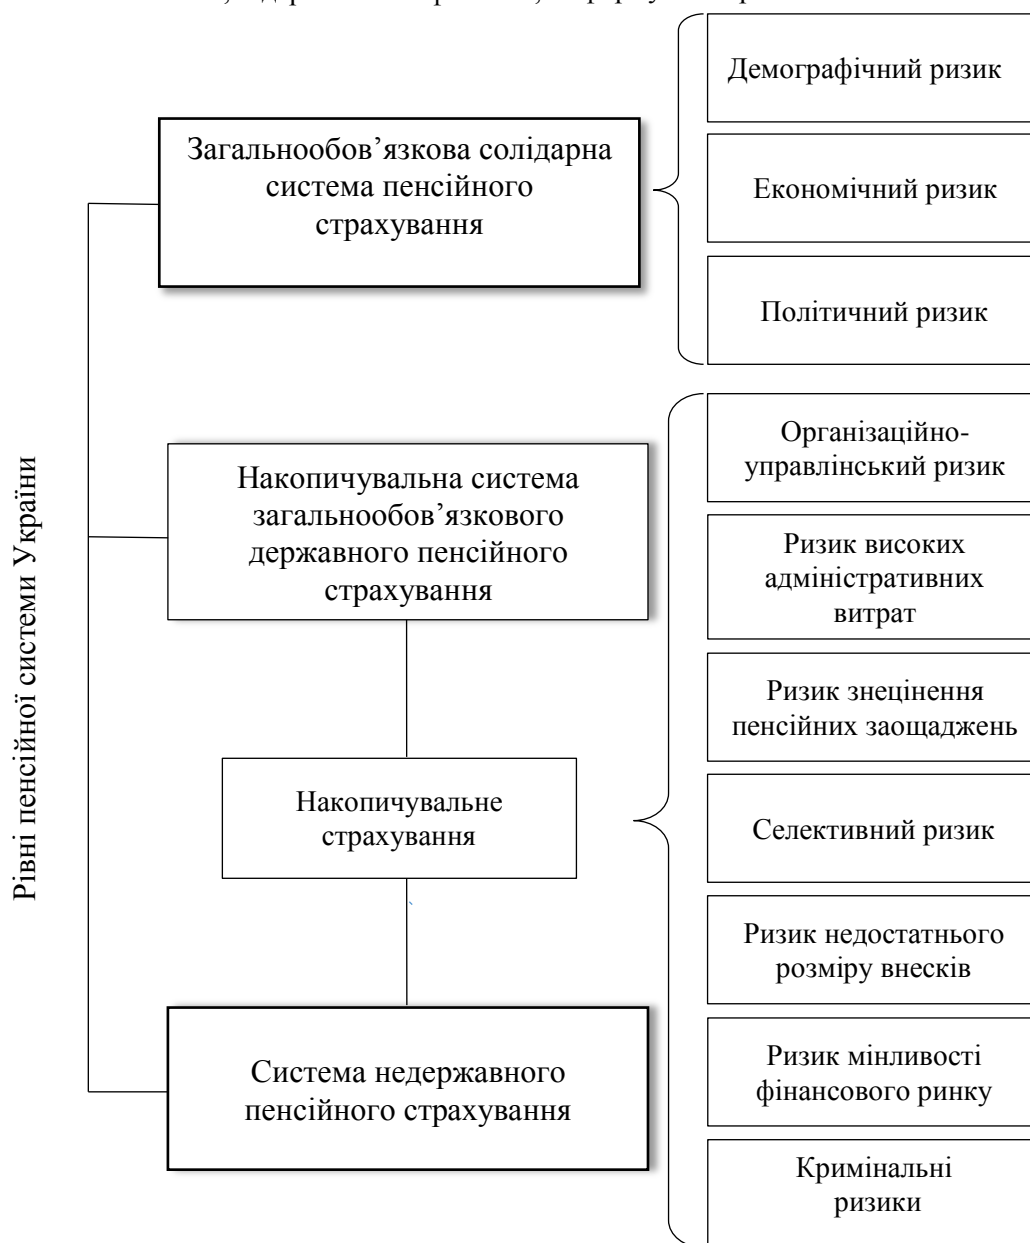 Рівні пенсійної системи України
Загальнообов’язкова солідарна
система пенсійного
страхування
Демографічний ризик
Економічний ризик
Політичний ризик
Накопичувальна система
загальнообов’язкового
державного пенсійного
страхування
Накопичувальне
страхування
Система недержавного
пенсійного страхування
Організаційно-
управлінський ризик
Ризик високих
адміністративних
витрат
Ризик знецінення
пенсійних заощаджень
Селективний ризик
Ризик недостатнього
розміру внесків
Ризик мінливості
фінансового ринку
Кримінальні
ризики